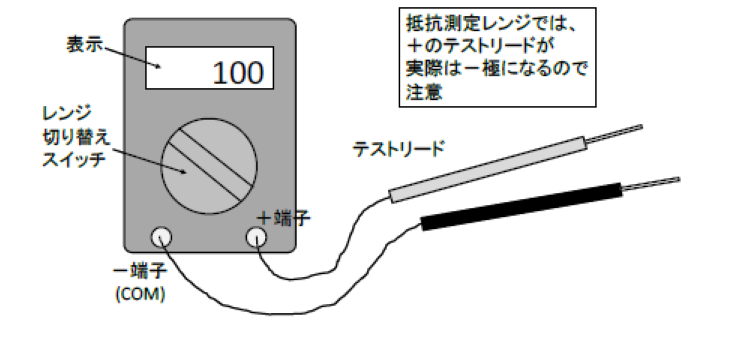 抵抗測定レンジでは、
+のテストリードが
実際は-極になるので
注意
表示
100
レンジ
切り替え
スイッチ
テストリード
+端子
-端子
(COM)